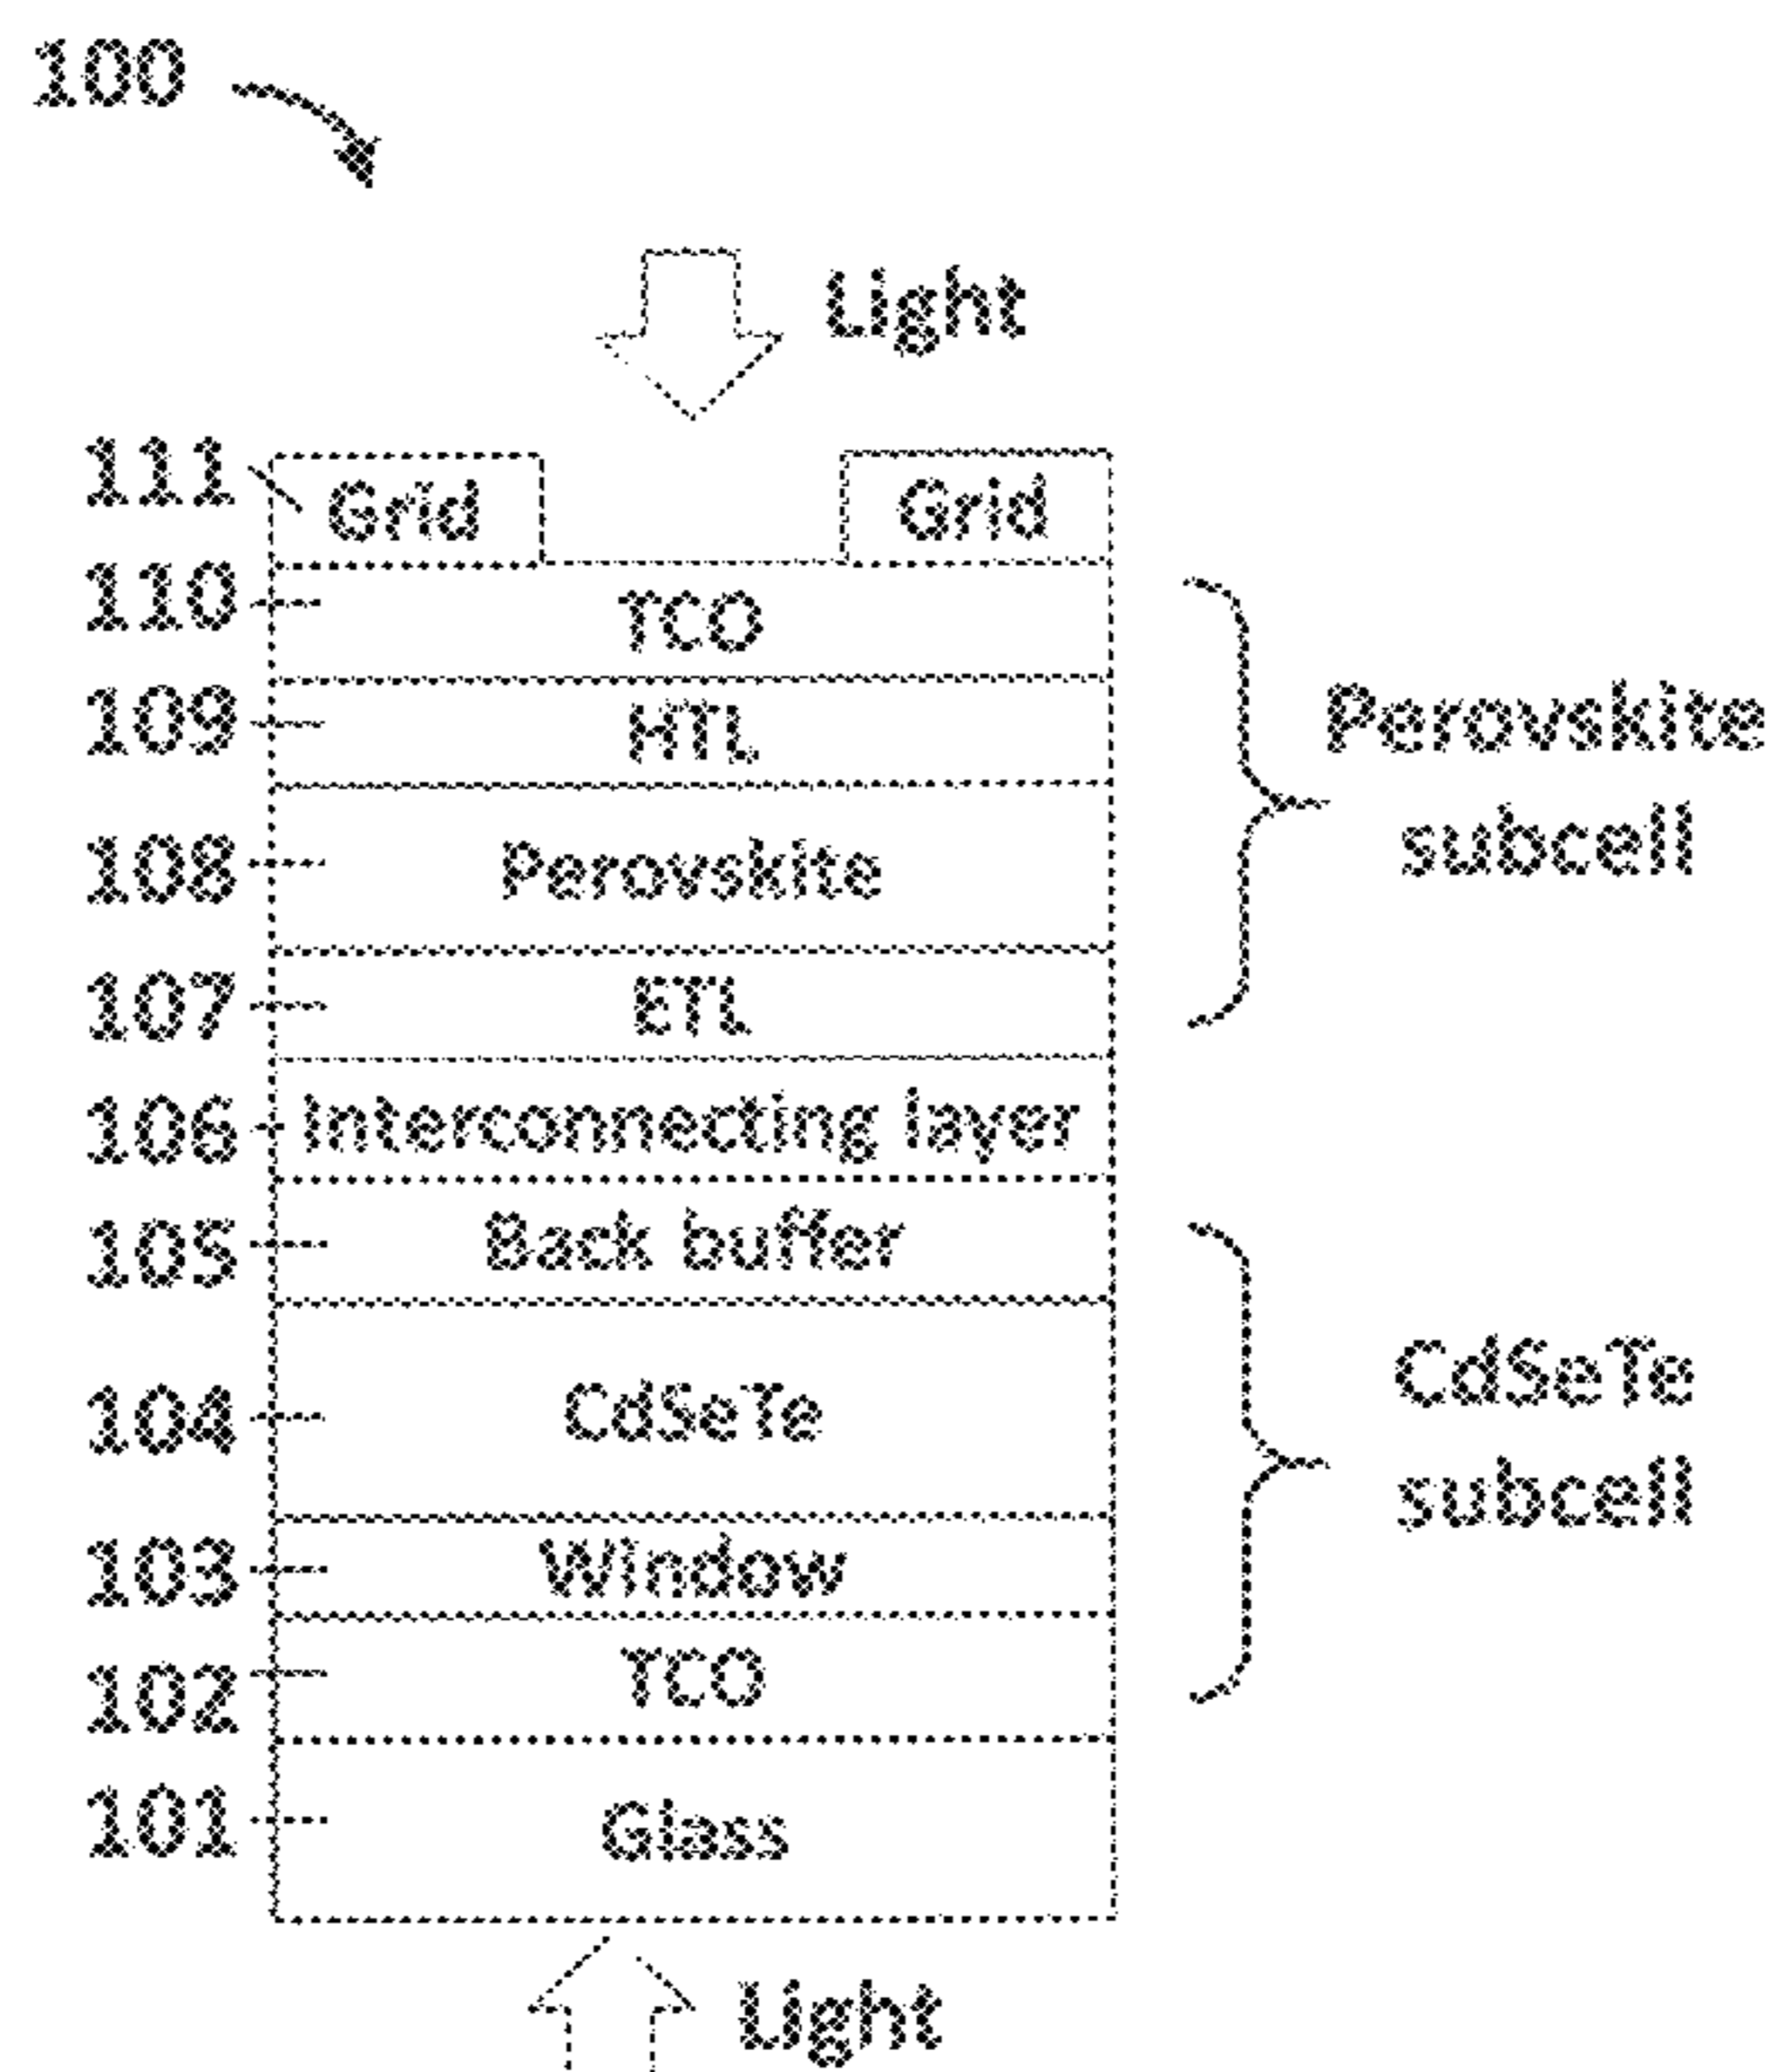 100
Light
111 Grid Grid
110 TCO
109 HTL
Perovskite
108 Perovskite
subcell
107 ETL
106 Interconnecting layer
105 Back buffer
104 CdSeTe
CdSeTe
subcell
103 Window
102 TCO
101 Glass
Light